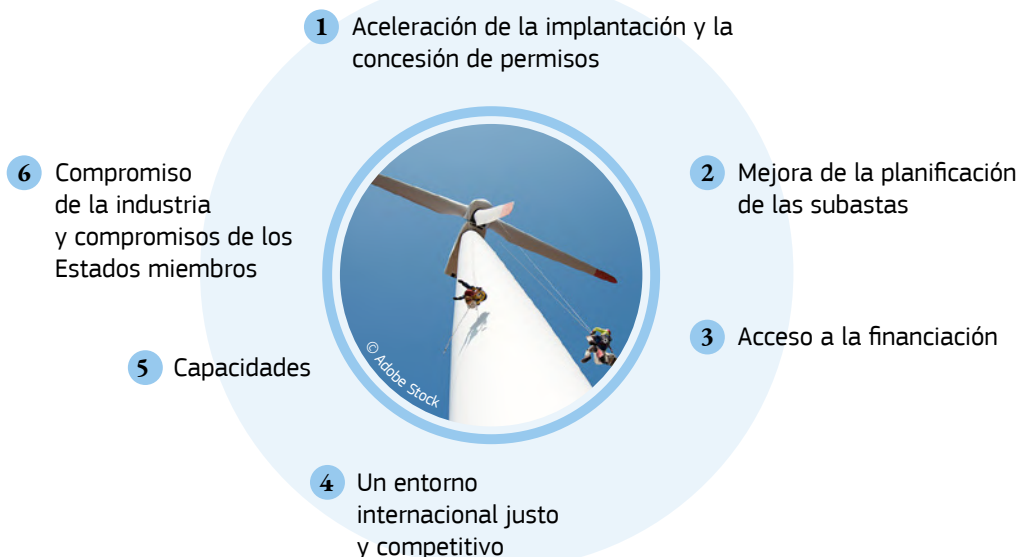 1 Aceleración de la implantación y la
concesión de permisos
2 Mejora de la planificación
de las subastas
3 Acceso a la financiación
4 Un entorno
internacional justo
y competitivo
5 Capacidades
6 Compromiso
de la industria
y compromisos de los
Estados miembros
© Adobe Stock